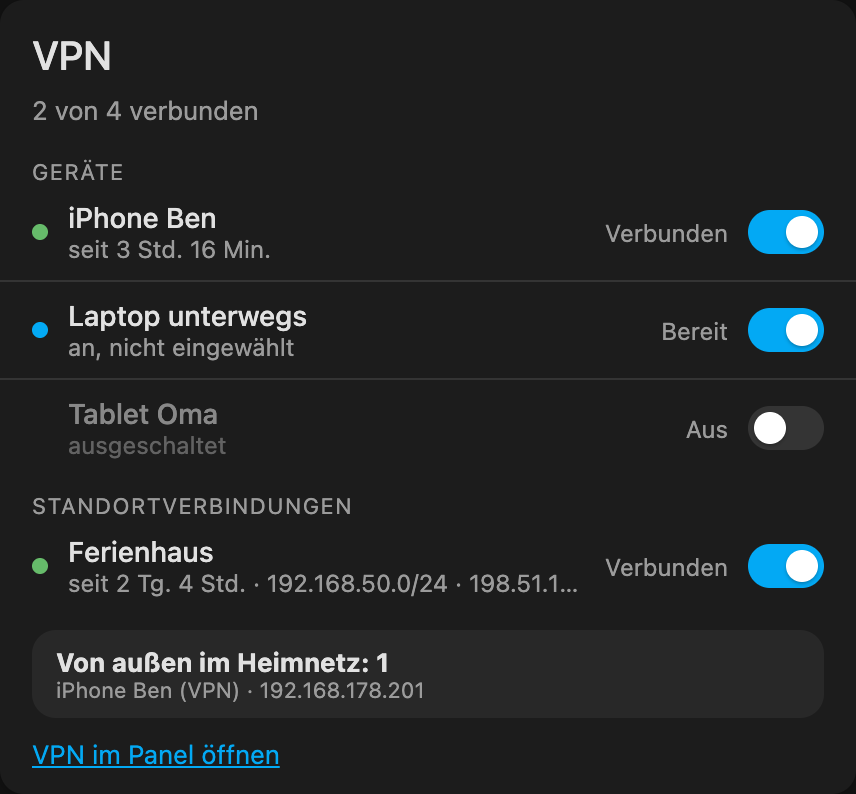 VPN
2 von 4 verbunden
GERÄTE
iPhone Ben
seit 3 Std. 16 Min.
Verbunden
Laptop unterwegs
an, nicht eingewählt
Bereit
Tablet Oma
ausgeschaltet
Aus
STANDORTVERBINDUNGEN
Ferienhaus
seit 2 Tg. 4 Std. · 192.168.50.0/24 · 198.51.1...
Verbunden
Von außen im Heimnetz: 1
iPhone Ben (VPN) · 192.168.178.201
VPN im Panel öffnen